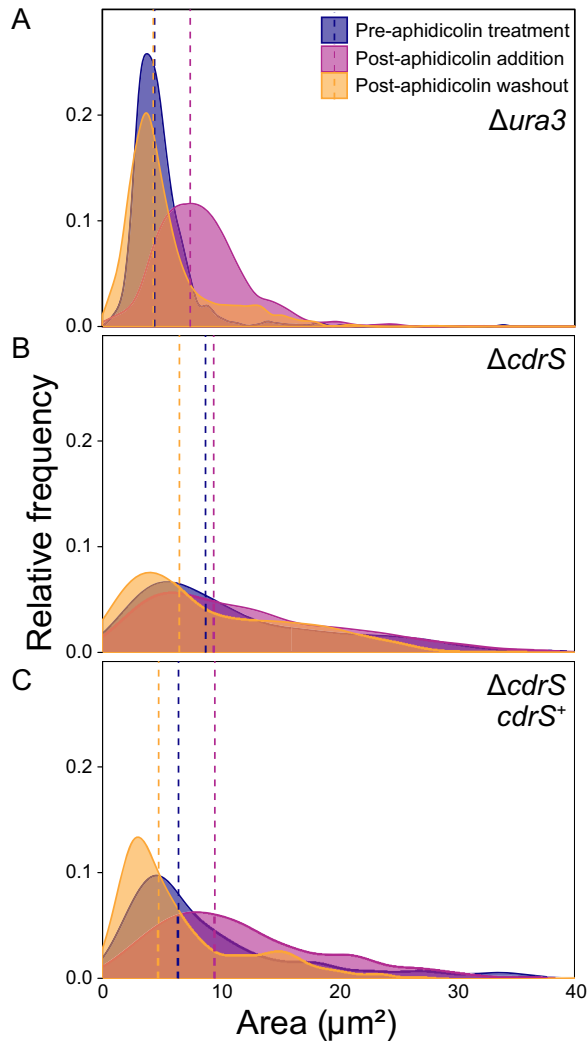 A
Pre-aphidicolin treatment
Post-aphidicolin addition
Post-aphidicolin washout
Δura3
0.2
0.1
0.0
B
ΔcdrS
0.2
0.1
0.0
Relative frequency
C
ΔcdrS
cdrS⁺
0.2
0.1
0.0
0
10
20
30
40
Area (µm²)